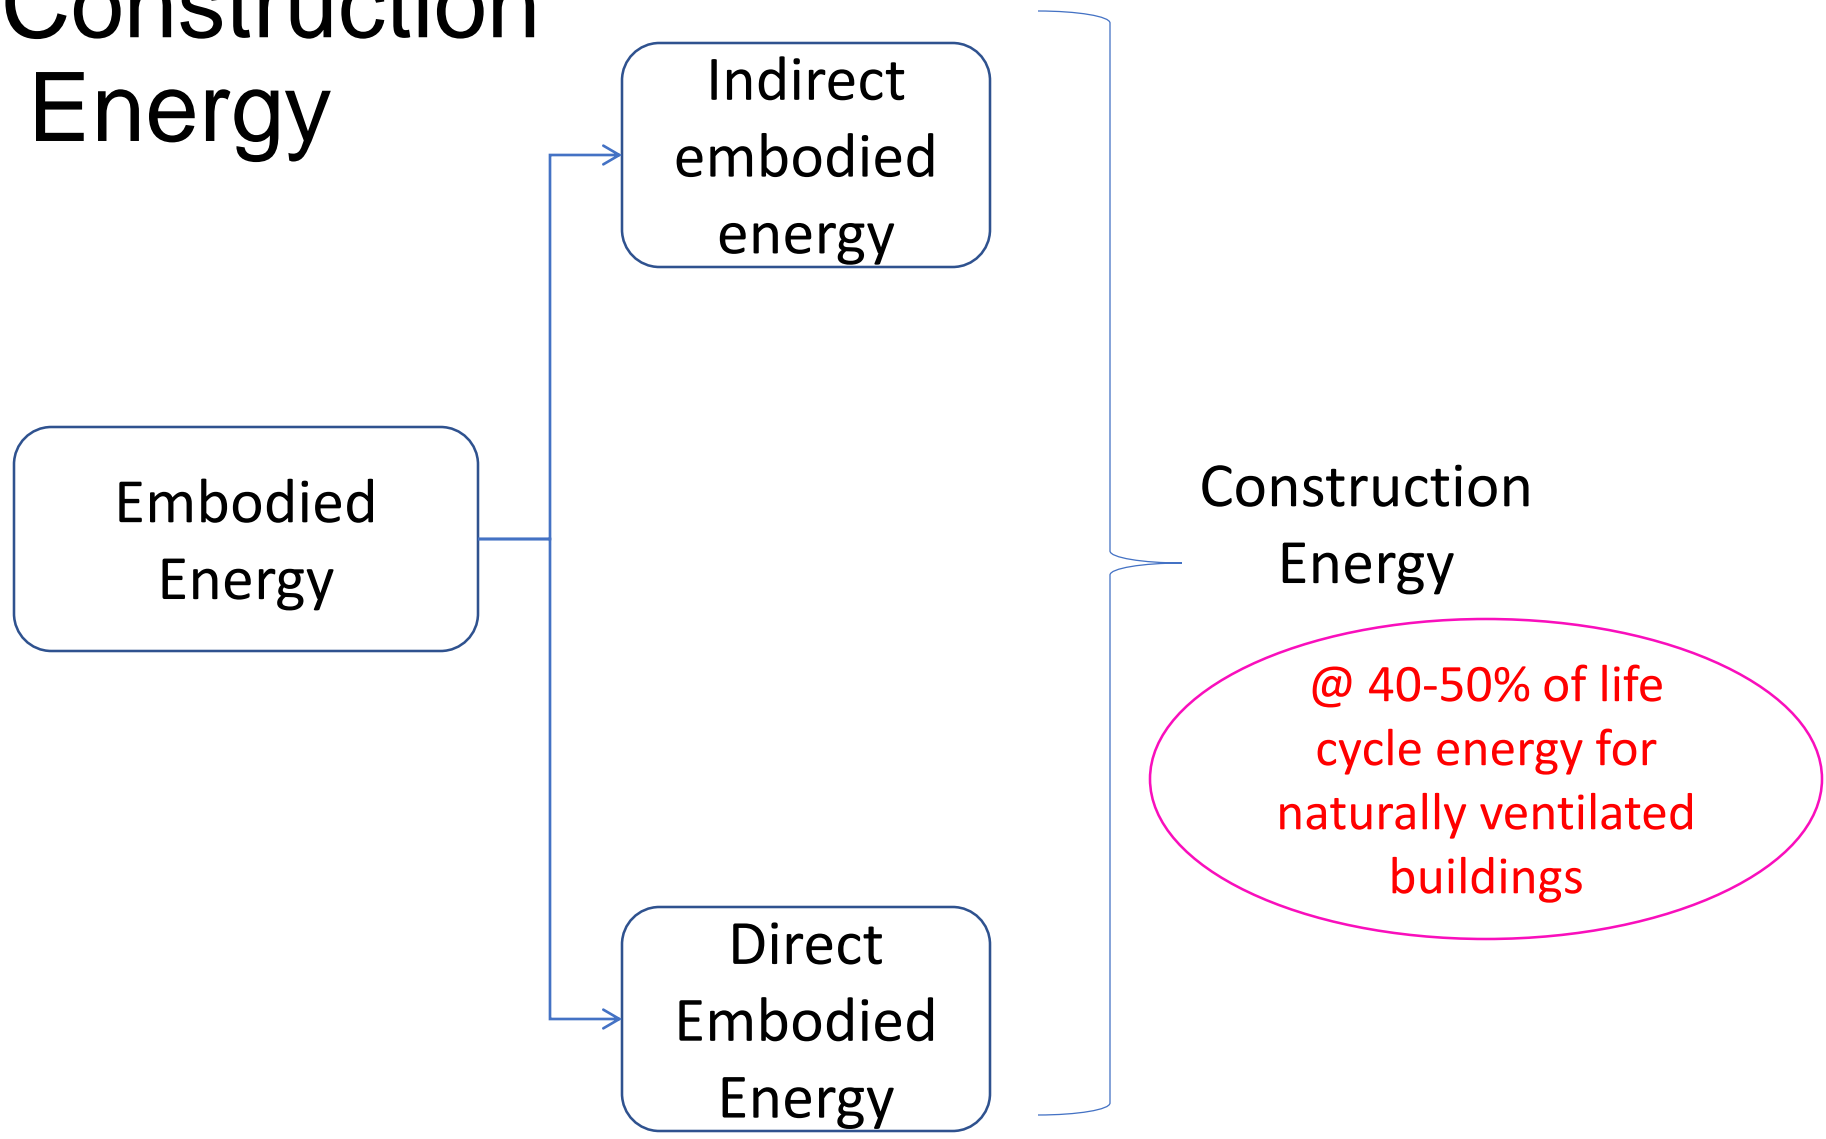 Construction
Energy
Indirect
embodied
energy
Embodied
Energy
Construction
Energy
@ 40-50% of life
cycle energy for
naturally ventilated
buildings
Direct
Embodied
Energy